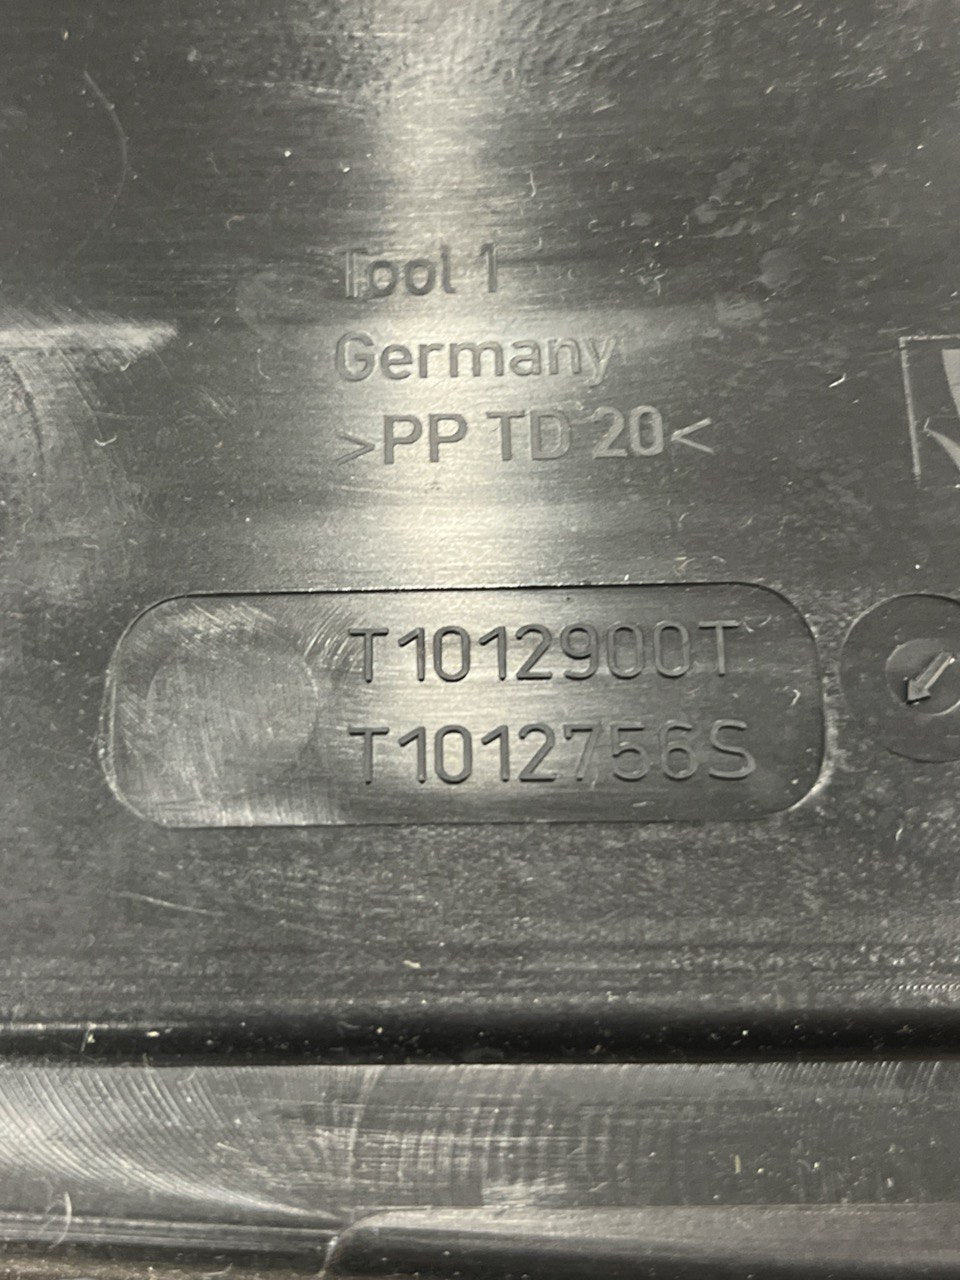 Tool 1
Germany
>PP TD 20<
T1012900T
T1012756S